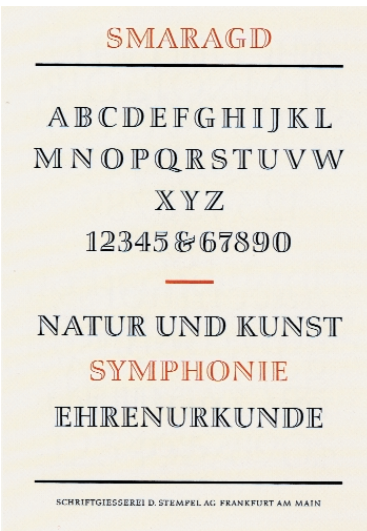 SMARAGD
ABCDEFGHIJKL
MNOPQRSTUVW
XYZ
12345&67890
NATUR UND KUNST
SYMPHONIE
EHRENURKUNDE
SCHRIFTGIESSEREI D. STEMPEL AG FRANKFURT AM MAIN